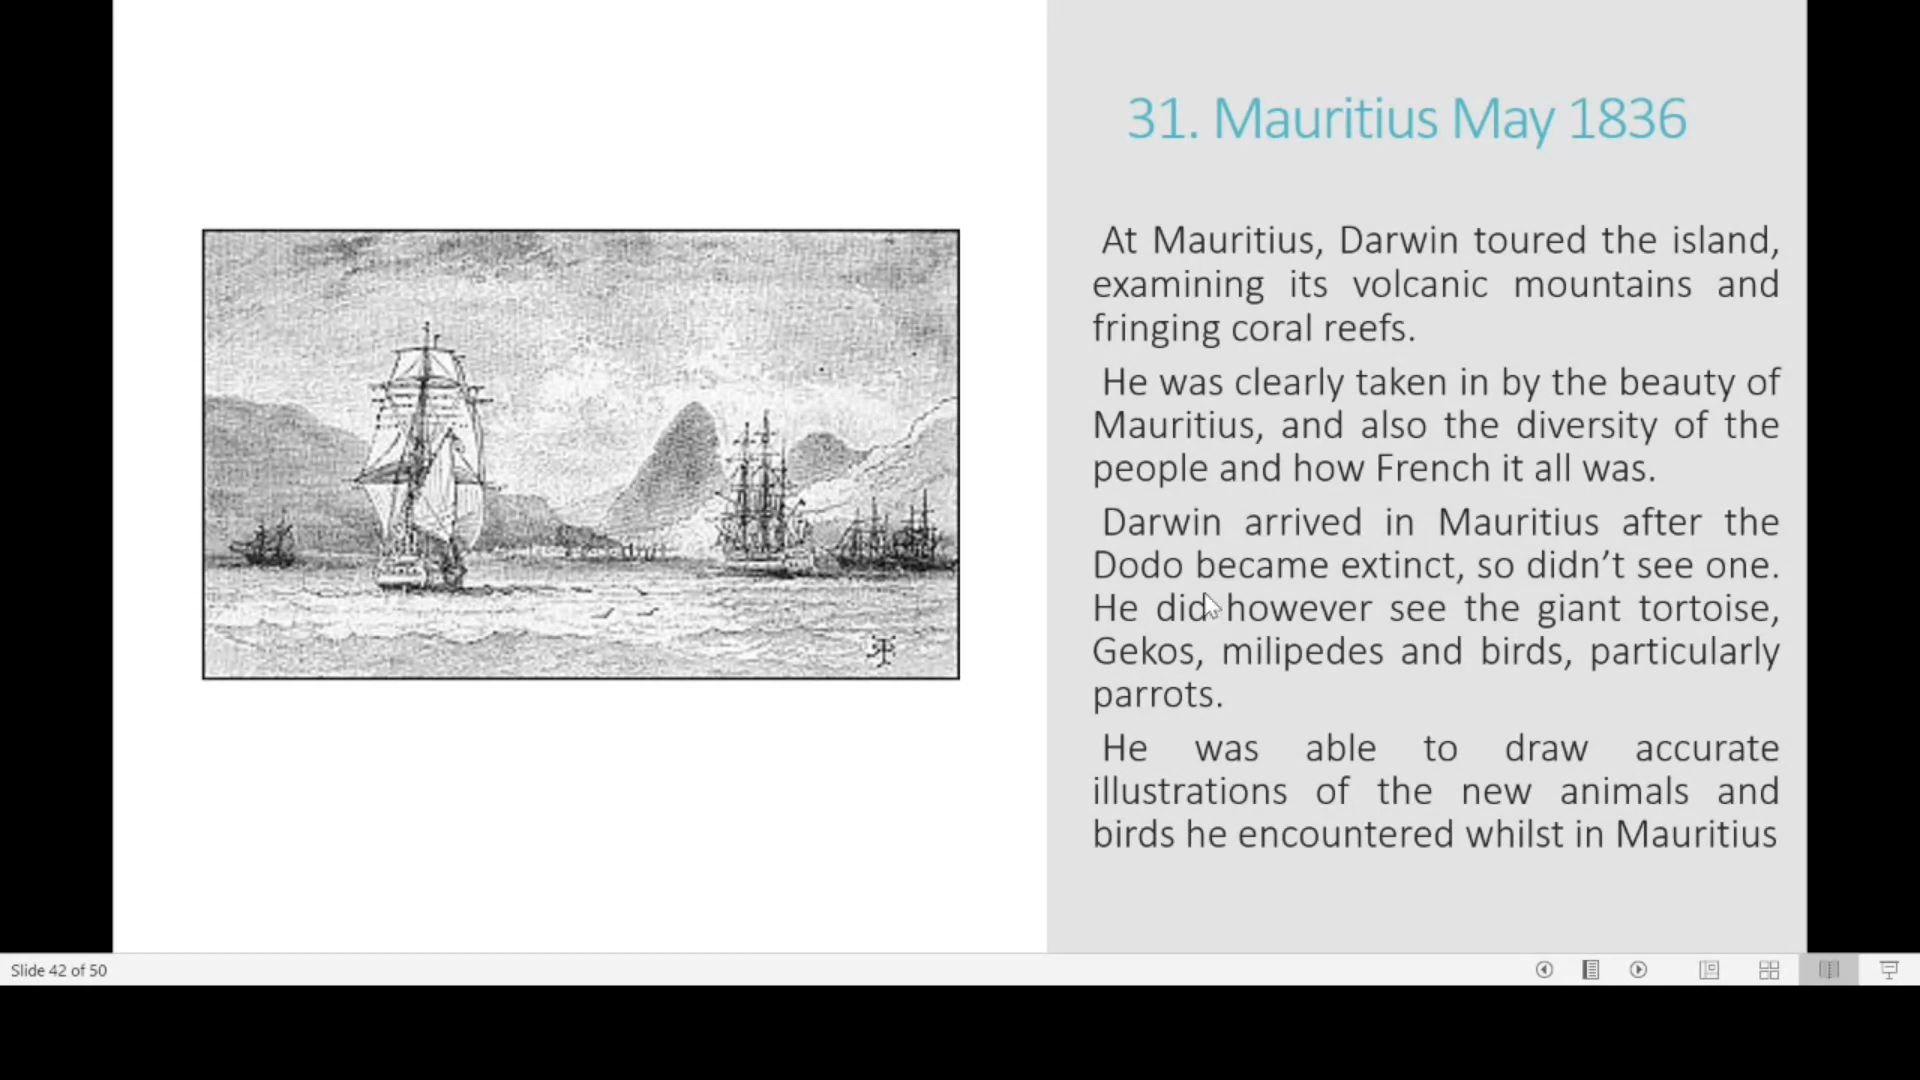 31. Mauritius May 1836
At Mauritius, Darwin toured the island,
examining its volcanic mountains and
fringing coral reefs.
He was clearly taken in by the beauty of
Mauritius, and also the diversity of the
people and how French it all was.
Darwin arrived in Mauritius after the
Dodo became extinct, so didn’t see one.
He did however see the giant tortoise,
Gekos, milipedes and birds, particularly
parrots.
He was able to draw accurate
illustrations of the new animals and
birds he encountered whilst in Mauritius
Slide 42 of 50